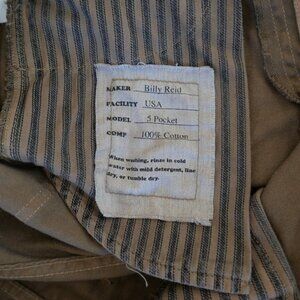 MAKER Billy Reid
FACILITY USA
MODEL 5 Pocket
COMP 100% Cotton
When washing, rinse in cold
water with mild detergent, line
dry, or tumble dry.